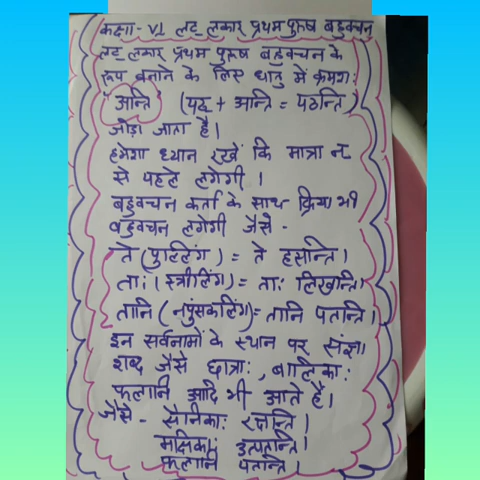 कक्षा- VI लट् लकार प्रथम पुरुष बहुवचन
लट् लकार प्रथम पुरूष बहुवचन के
रूप बनाने के लिए धातु में क्रमशः
"अन्ति" (पठ् + अन्ति = पठन्ति)
जोड़ा जाता है।
हमेशा ध्यान रखें कि मात्रा न्
से पहले लगेगी ।
बहुवचन कर्ता के साथ क्रिया भी
बहुवचन लगेगी जैसे -
ते (पुल्लिंग) = ते हसन्ति।
ताः (स्त्रीलिंग) = ताः लिखन्ति।
तानि (नपुंसकलिंग) = तानि पतन्ति।
इन सर्वनामों के स्थान पर संज्ञा
शब्द जैसे छात्राः, बालिकाः
फलानि आदि भी आते हैं।
जैसे - सैनिकाः रक्षन्ति।
मक्षिकाः उत्पतन्ति।
फलानि पतन्ति।